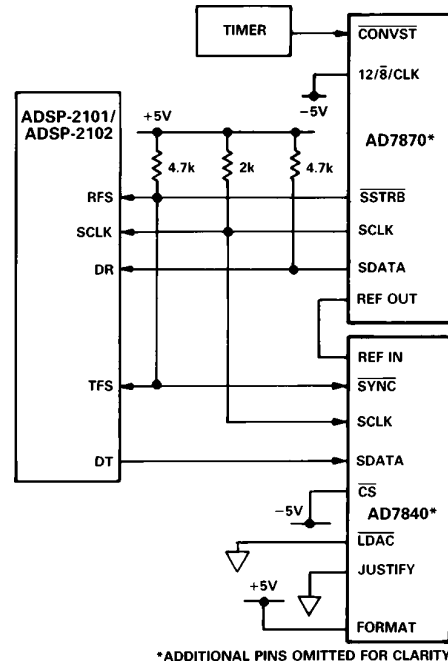 TIMER
CONVST
12/8/CLK
-5V
+5V
ADSP-2101/
ADSP-2102
AD7870*
4.7k
2k
4.7k
RFS
SSTRB
SCLK
SCLK
DR
SDATA
REF OUT
REF IN
TFS
SYNC
SCLK
DT
SDATA
CS
-5V
AD7840*
LDAC
JUSTIFY
+5V
FORMAT
*ADDITIONAL PINS OMITTED FOR CLARITY